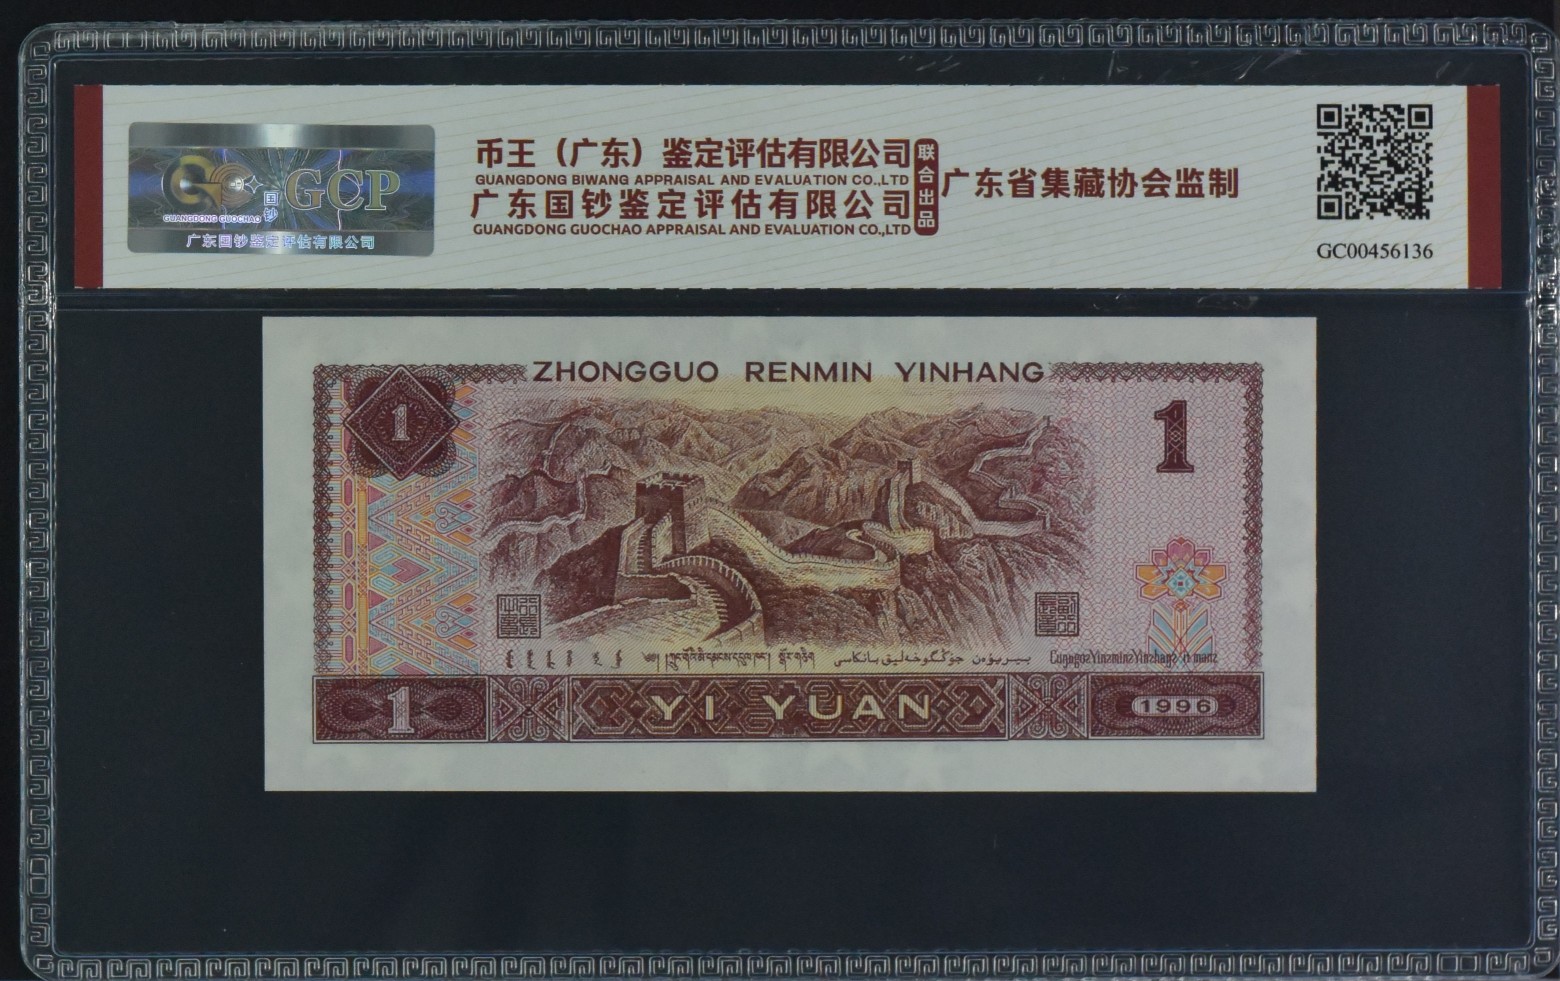 GCP
国钞
GUANGDONG GUOCHAO
广东国钞鉴定评估有限公司
币王（广东）鉴定评估有限公司
GUANGDONG BIWANG APPRAISAL AND EVALUATION CO.,LTD
广东国钞鉴定评估有限公司
GUANGDONG GUOCHAO APPRAISAL AND EVALUATION CO.,LTD
联合出品
广东省集藏协会监制
GC00456136
ZHONGGUO RENMIN YINHANG
1
1
1
YI YUAN
1996